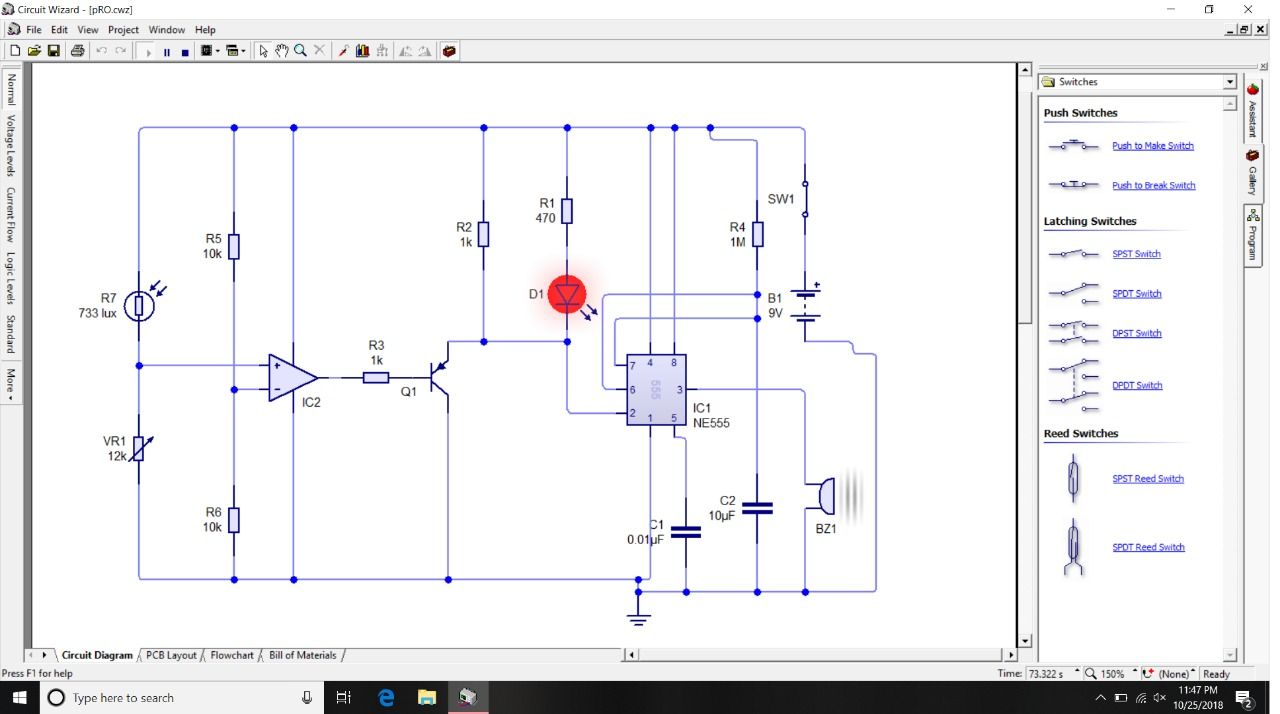 Circuit Wizard - [pRO.cwz]
File Edit View Project Window Help
Normal
Voltage Levels
Current Flow
Logic Levels
Standard
More
R7
733 lux
VR1
12k
R5
10k
R6
10k
+
−
IC2
R3
1k
Q1
R2
1k
R1
470
D1
7 4 8
6 555 3
2 1 5
IC1
NE555
C1
0.01µF
C2
10µF
R4
1M
SW1
B1
9V
+
BZ1
Switches
Push Switches
Push to Make Switch
Push to Break Switch
Latching Switches
SPST Switch
SPDT Switch
DPST Switch
DPDT Switch
Reed Switches
SPST Reed Switch
SPDT Reed Switch
Assistant
Gallery
Program
Circuit Diagram PCB Layout Flowchart Bill of Materials
Press F1 for help
Time: 73.322 s 150% (None) Ready
Type here to search
11:47 PM
10/25/2018
2